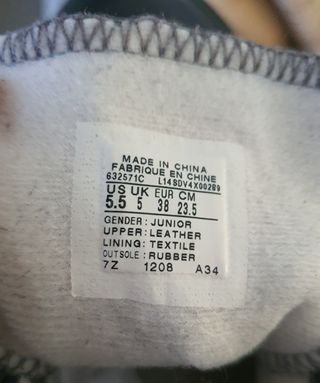 MADE IN CHINA
FABRIQUE EN CHINE
632571C L14SDV4X00289
US UK EUR CM
5.5 5 38 23.5
GENDER : JUNIOR
UPPER : LEATHER
LINING : TEXTILE
OUTSOLE : RUBBER
7Z 1208 A34